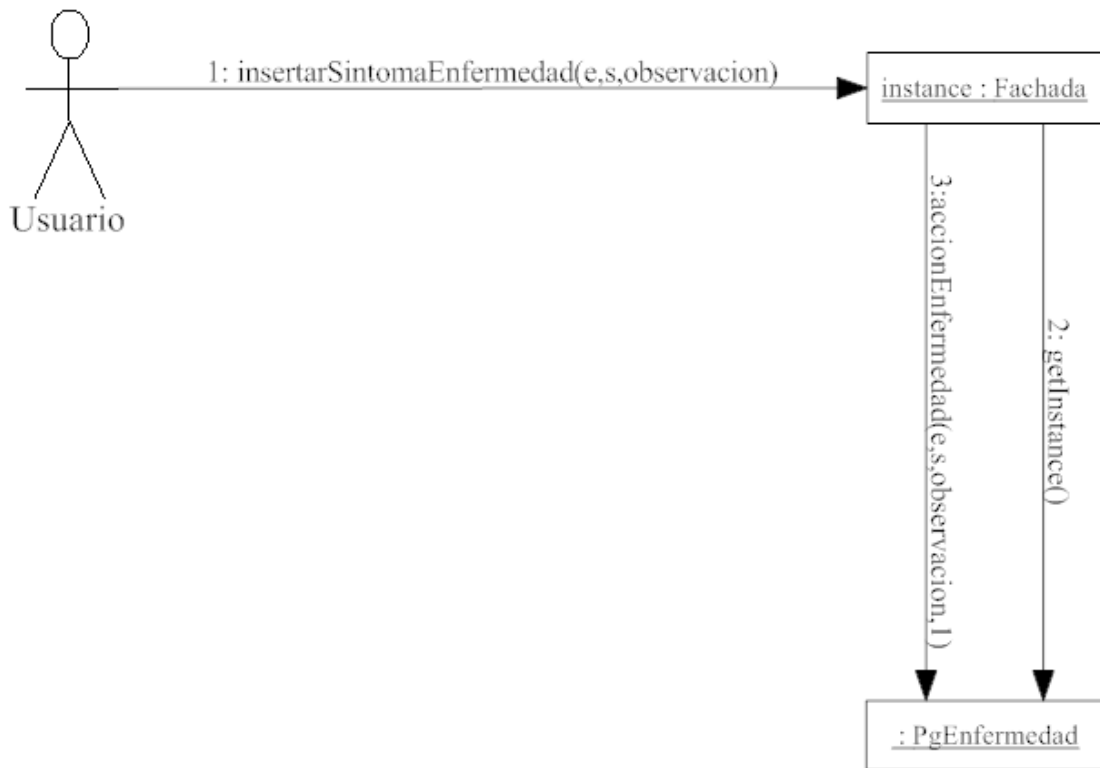 1: insertarSintomaEnfermedad(e,s,observacion)
instance : Fachada
Usuario
3:accionEnfermedad(e,s,observacion,1)
2: getInstance()
: PgEnfermedad